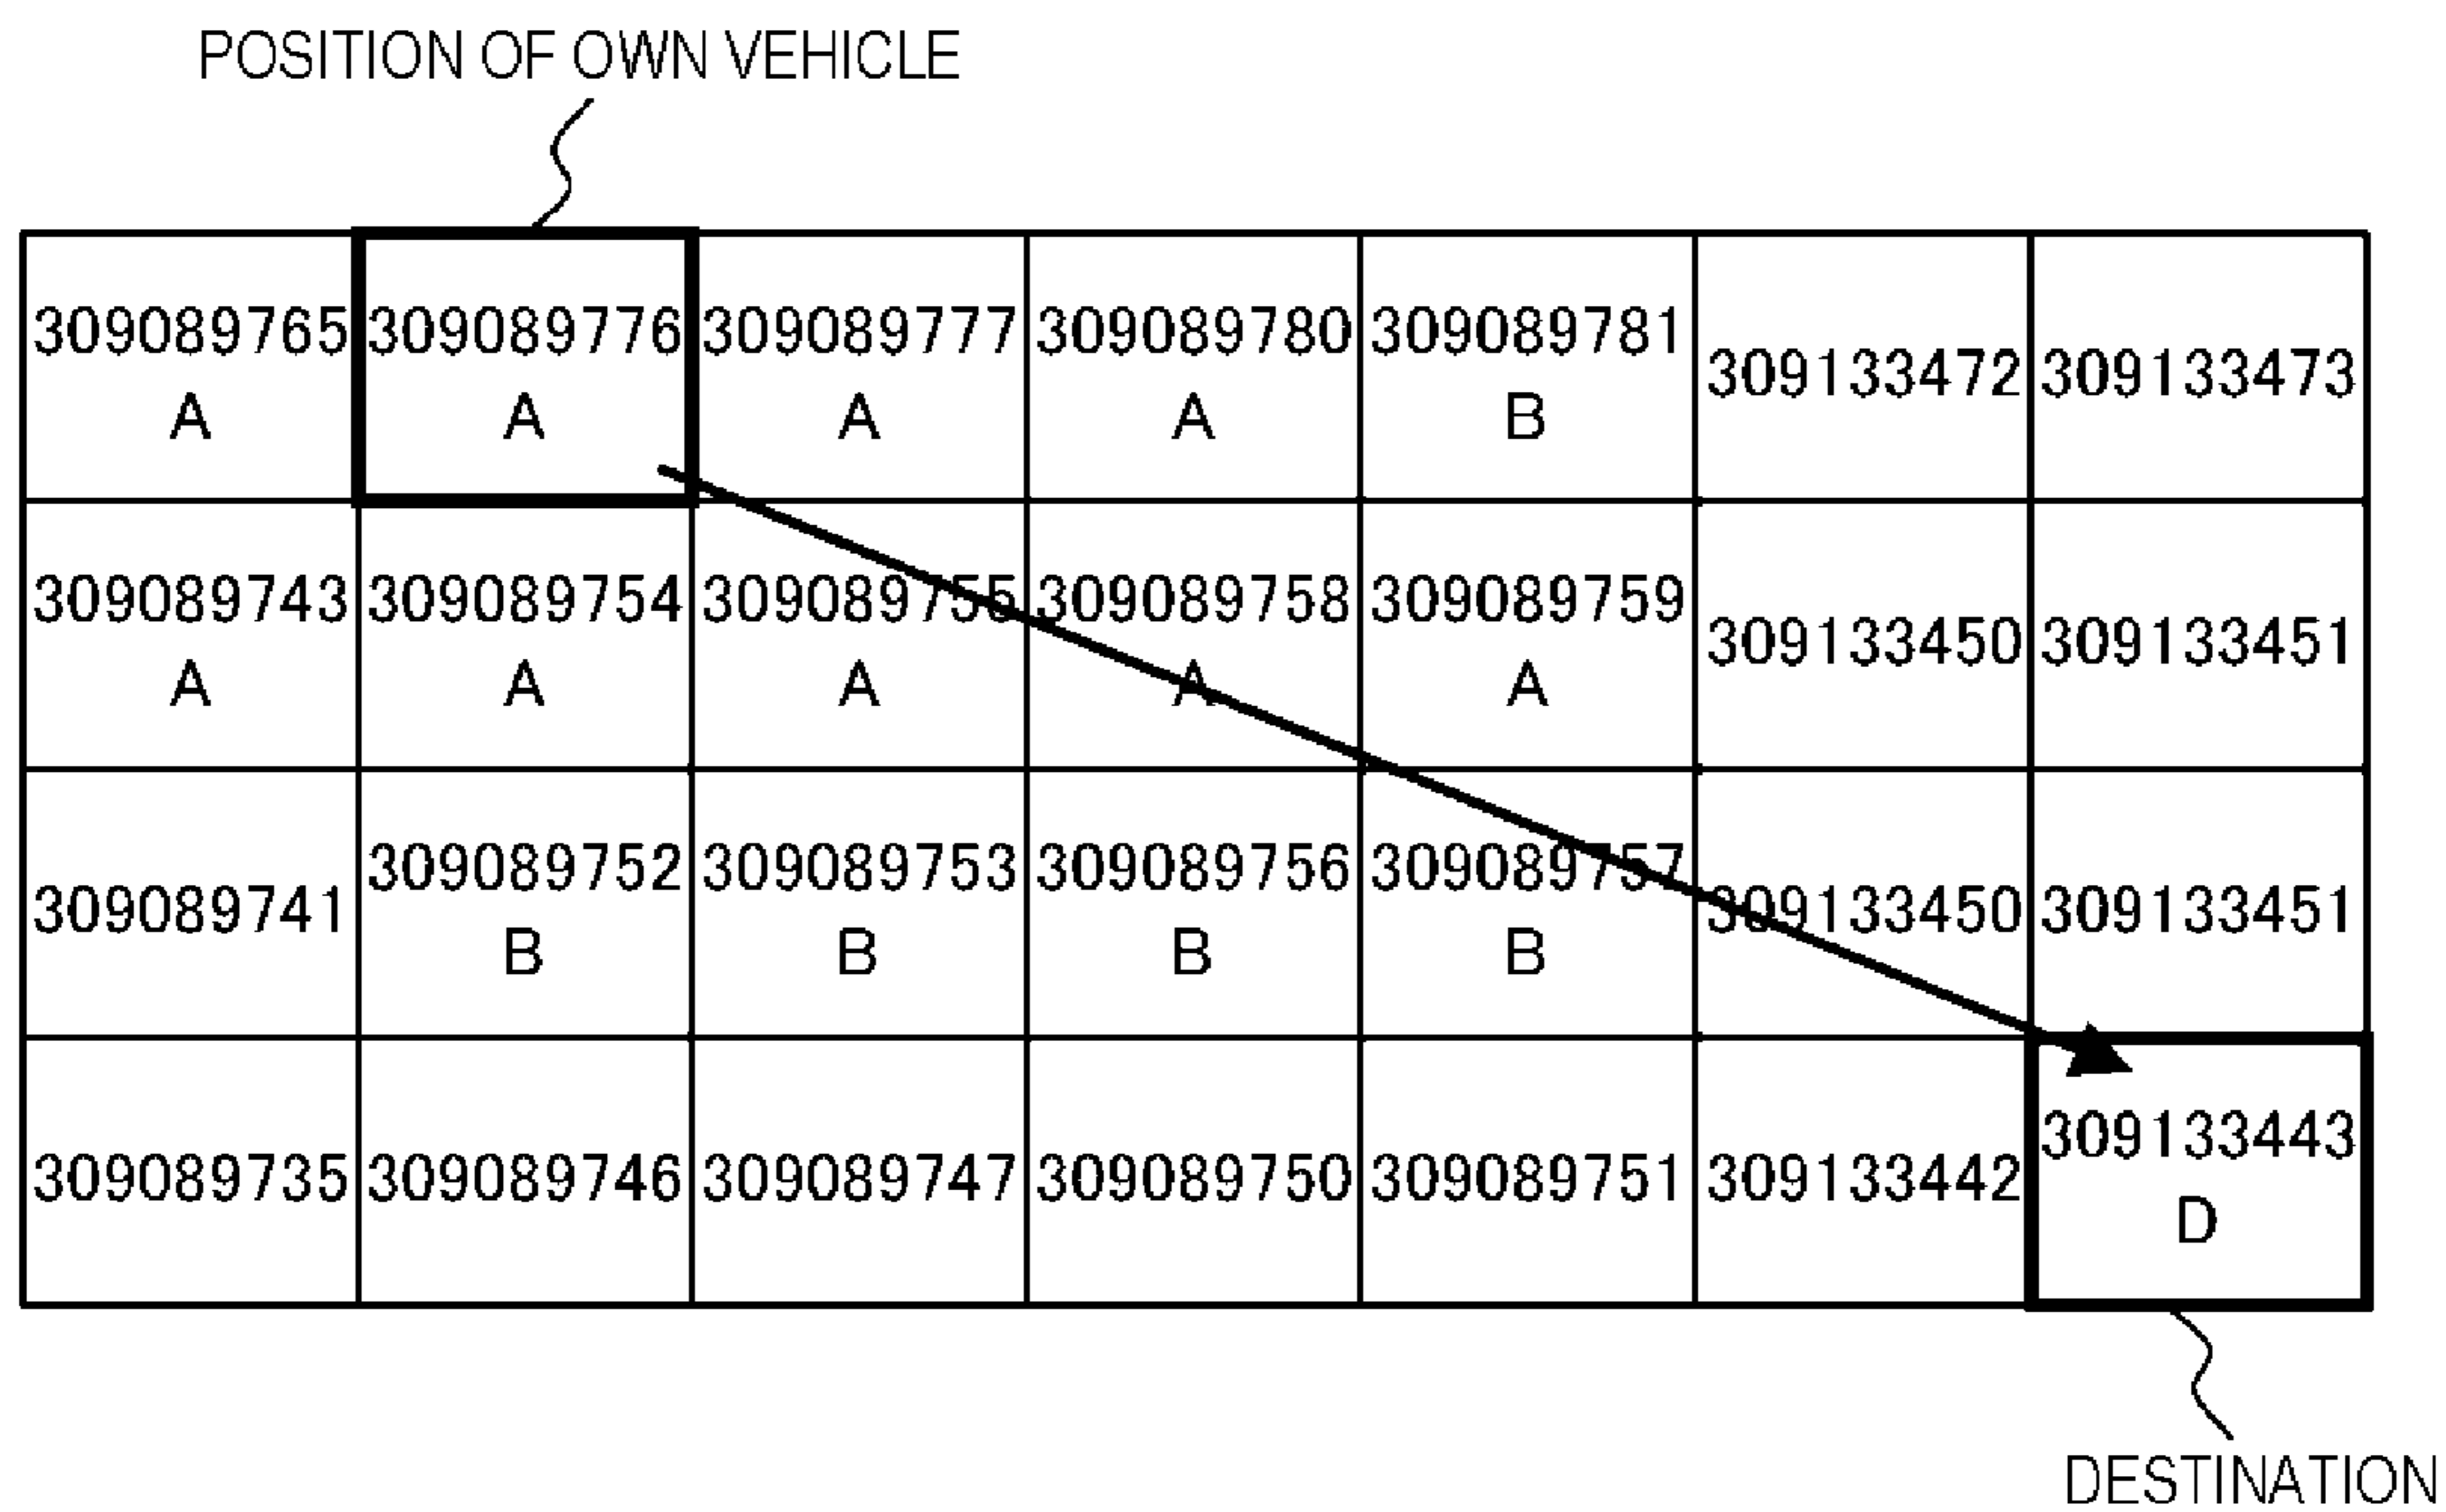 POSITION OF OWN VEHICLE
309089765 309089776 309089777 309089780 309089781 309133472 309133473
A A A A B
309089743 309089754 309089755 309089758 309089759 309133450 309133451
A A A A A
309089741 309089752 309089753 309089756 309089757 309133450 309133451
B B B B
309089735 309089746 309089747 309089750 309089751 309133442 309133443
D
DESTINATION